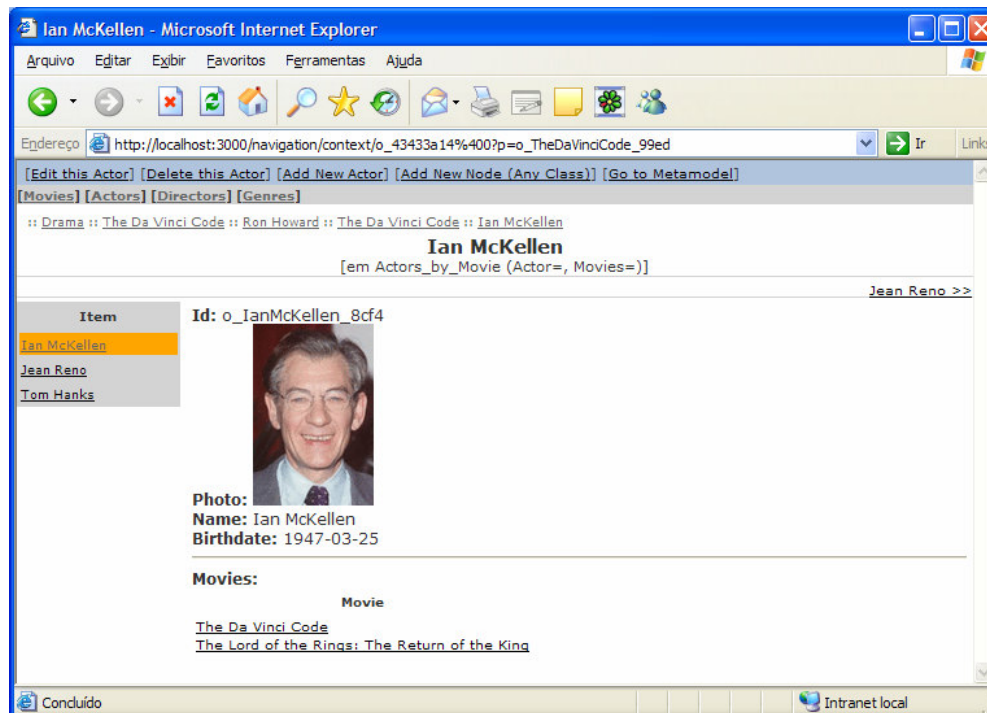 Ian McKellen - Microsoft Internet Explorer
Arquivo Editar Exibir Favoritos Ferramentas Ajuda
Endereço http://localhost:3000/navigation/context/o_43433a14%400?p=o_TheDaVinciCode_99ed Ir Links
[Edit this Actor] [Delete this Actor] [Add New Actor] [Add New Node (Any Class)] [Go to Metamodel]
[Movies] [Actors] [Directors] [Genres]
:: Drama :: The Da Vinci Code :: Ron Howard :: The Da Vinci Code :: Ian McKellen
Ian McKellen
[em Actors_by_Movie (Actor=, Movies=)]
Jean Reno >>
Item
Ian McKellen
Jean Reno
Tom Hanks
Id: o_IanMcKellen_8cf4
Photo:
Name: Ian McKellen
Birthdate: 1947-03-25
Movies:
Movie
The Da Vinci Code
The Lord of the Rings: The Return of the King
Concluído Intranet local